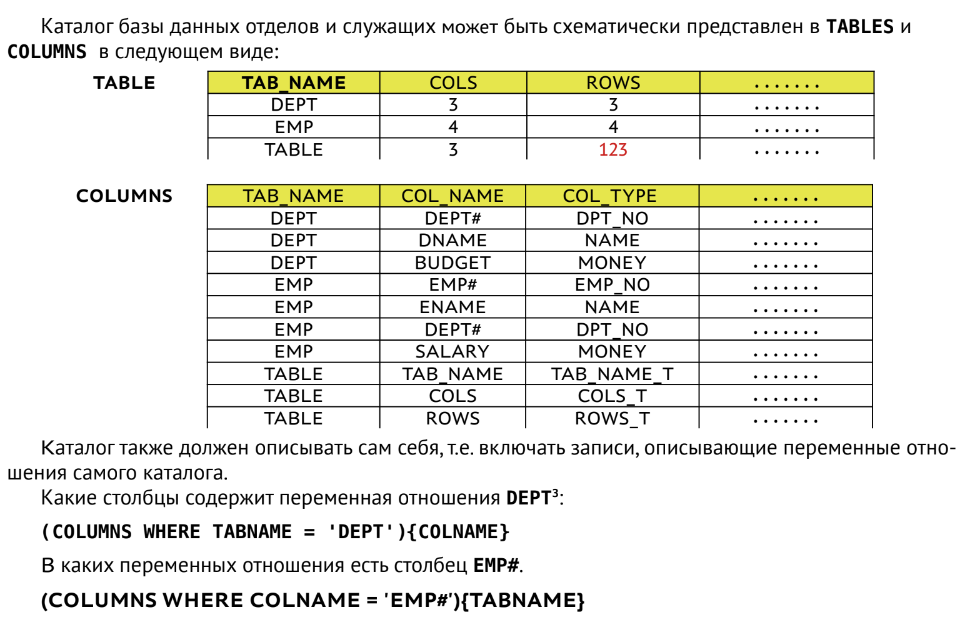 Каталог базы данных отделов и служащих может быть схематически представлен в TABLES и
COLUMNS в следующем виде:
TABLE TAB_NAME COLS ROWS .......
DEPT 3 3 .......
EMP 4 4 .......
TABLE 3 123 .......
COLUMNS TAB_NAME COL_NAME COL_TYPE .......
DEPT DEPT# DPT_NO .......
DEPT DNAME NAME .......
DEPT BUDGET MONEY .......
EMP EMP# EMP_NO .......
EMP ENAME NAME .......
EMP DEPT# DPT_NO .......
EMP SALARY MONEY .......
TABLE TAB_NAME TAB_NAME_T .......
TABLE COLS COLS_T .......
TABLE ROWS ROWS_T .......
Каталог также должен описывать сам себя, т.е. включать записи, описывающие переменные отно-
шения самого каталога.
Какие столбцы содержит переменная отношения DEPT³:
(COLUMNS WHERE TABNAME = 'DEPT'){COLNAME}
В каких переменных отношения есть столбец EMP#.
(COLUMNS WHERE COLNAME = 'EMP#'){TABNAME}